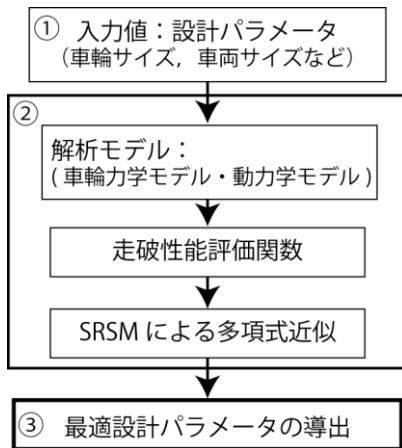 ① 入力値：設計パラメータ
（車輪サイズ，車両サイズなど）
②
解析モデル：
( 車輪力学モデル・動力学モデル )
走破性能評価関数
SRSM による多項式近似
③ 最適設計パラメータの導出